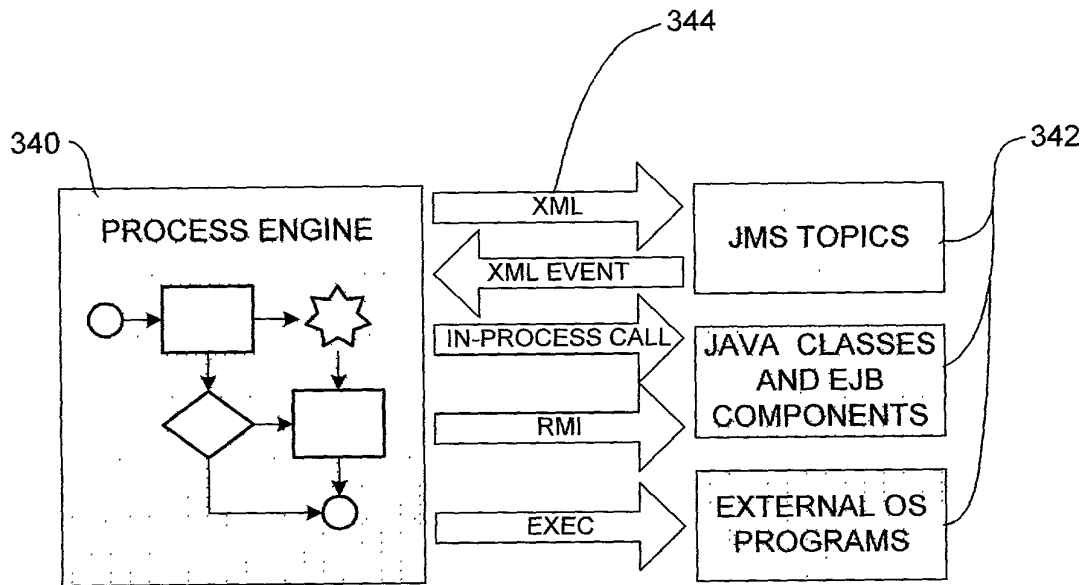 344
340
342
PROCESS ENGINE
XML
JMS TOPICS
XML EVENT
IN-PROCESS CALL
JAVA CLASSES
AND EJB
COMPONENTS
RMI
EXEC
EXTERNAL OS
PROGRAMS